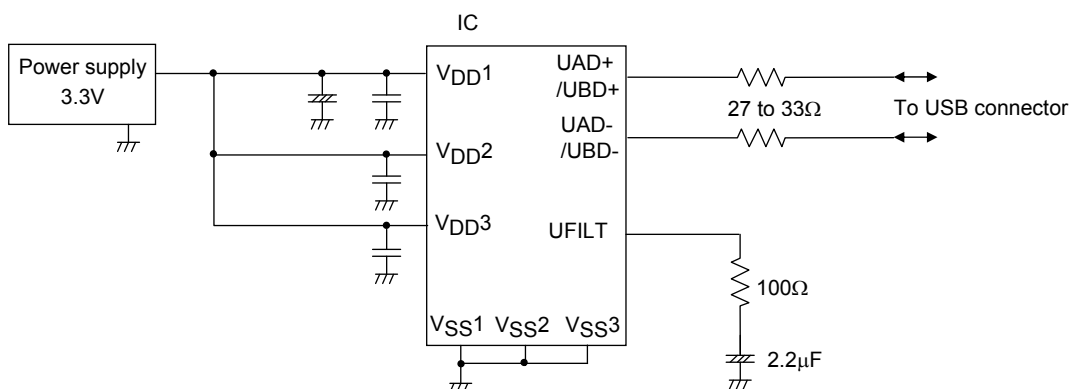 IC
Power supply
3.3V
VDD1
VDD2
VDD3
UAD+
/UBD+
UAD-
/UBD-
UFILT
VSS1 VSS2 VSS3
27 to 33Ω
To USB connector
100Ω
2.2μF